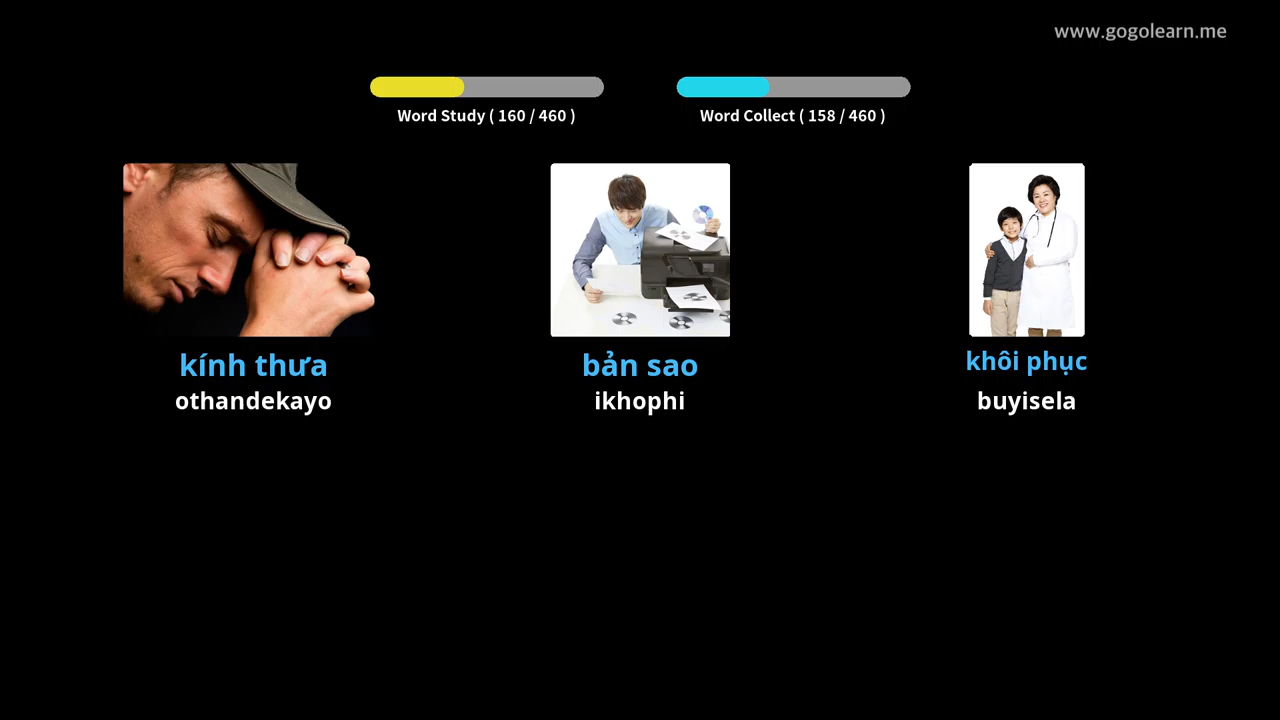 www.gogolearn.me
Word Study ( 160 / 460 )
Word Collect ( 158 / 460 )
kính thưa
othandekayo
bản sao
ikhophi
khôi phục
buyisela